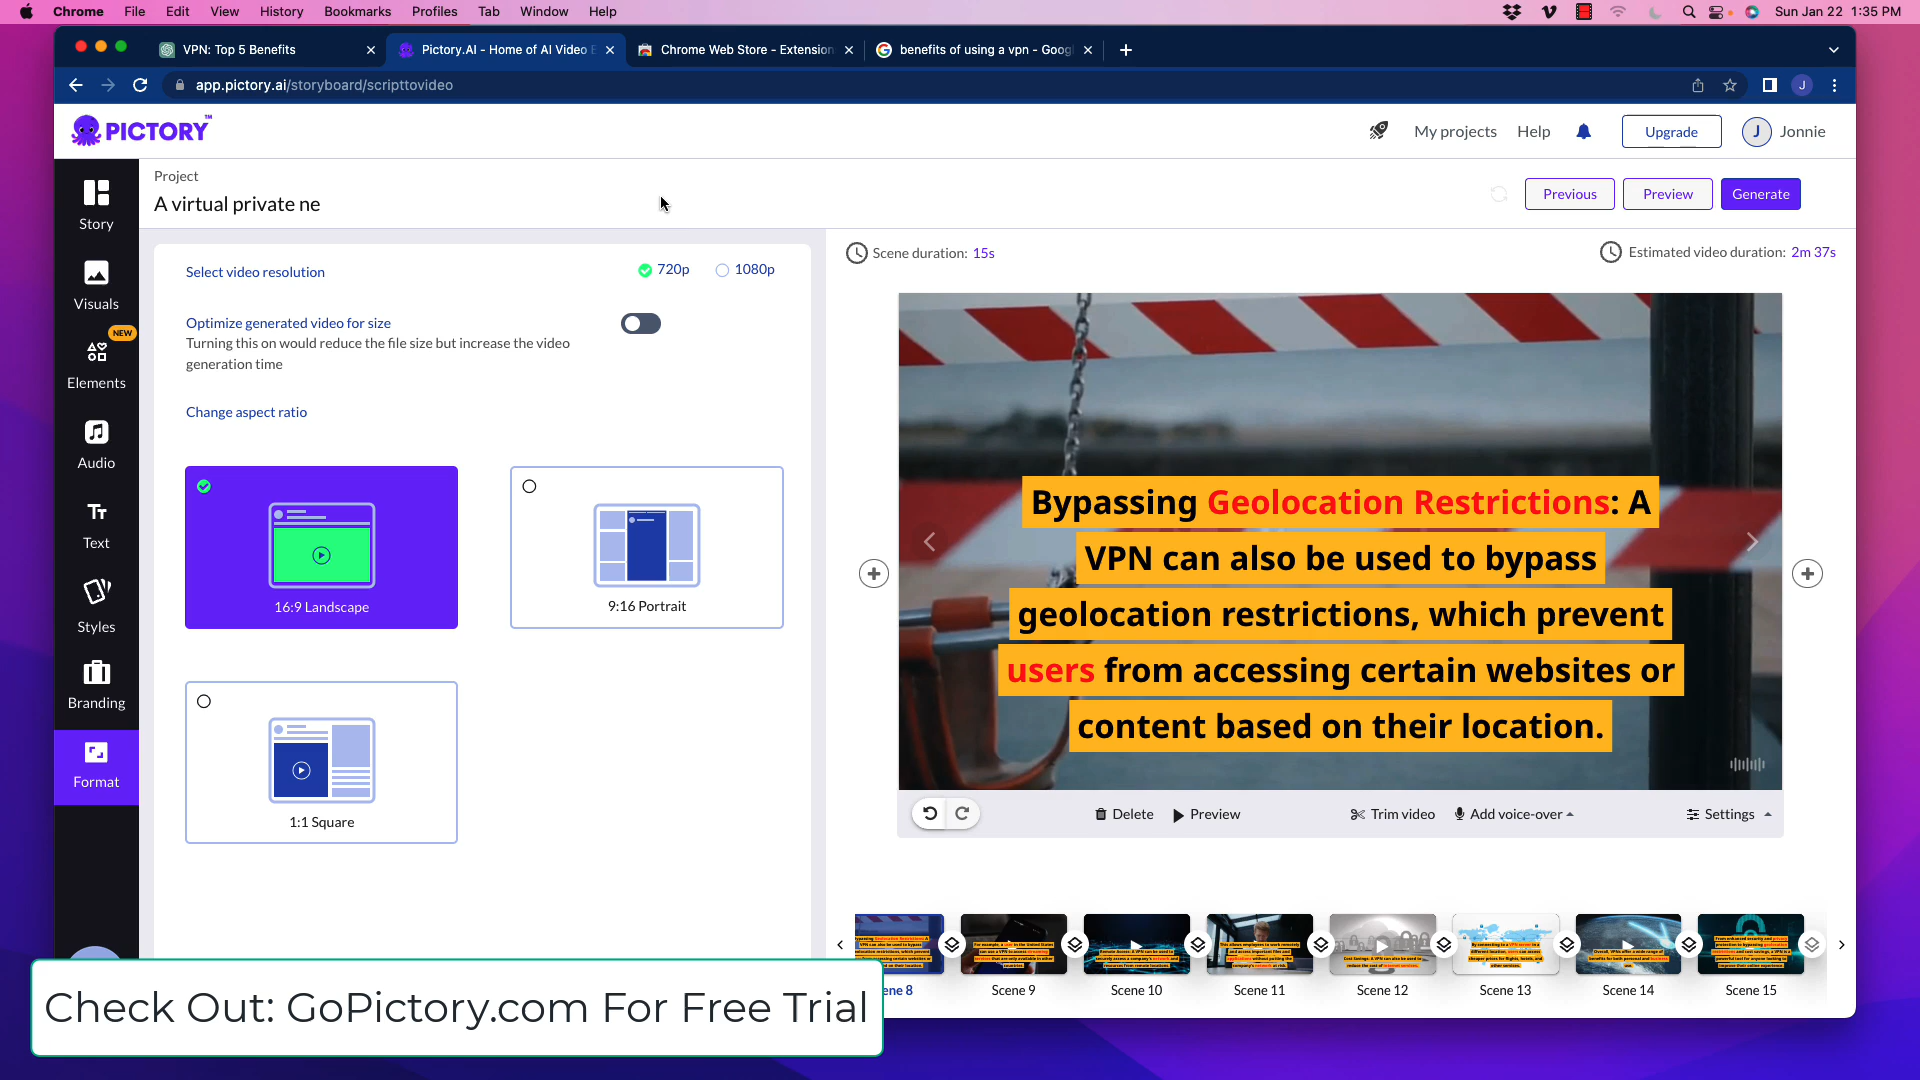 Chrome File Edit View History Bookmarks Profiles Tab Window Help Sun Jan 22 1:35 PM
VPN: Top 5 Benefits
Pictory.AI - Home of AI Video E
Chrome Web Store - Extension
benefits of using a vpn - Goog
app.pictory.ai/storyboard/scripttovideo
J
PICTORY™
My projects Help Upgrade J Jonnie
Project
A virtual private ne
Previous Preview Generate
Story
Visuals
NEW
Elements
Audio
Text
Styles
Branding
Format
Select video resolution 720p 1080p
Optimize generated video for size
Turning this on would reduce the file size but increase the video
generation time
Change aspect ratio
16:9 Landscape
9:16 Portrait
1:1 Square
Scene duration: 15s
Estimated video duration: 2m 37s
Bypassing Geolocation Restrictions: A
VPN can also be used to bypass
geolocation restrictions, which prevent
users from accessing certain websites or
content based on their location.
Delete Preview Trim video Add voice-over Settings
ene 8 Scene 9 Scene 10 Scene 11 Scene 12 Scene 13 Scene 14 Scene 15
Check Out: GoPictory.com For Free Trial